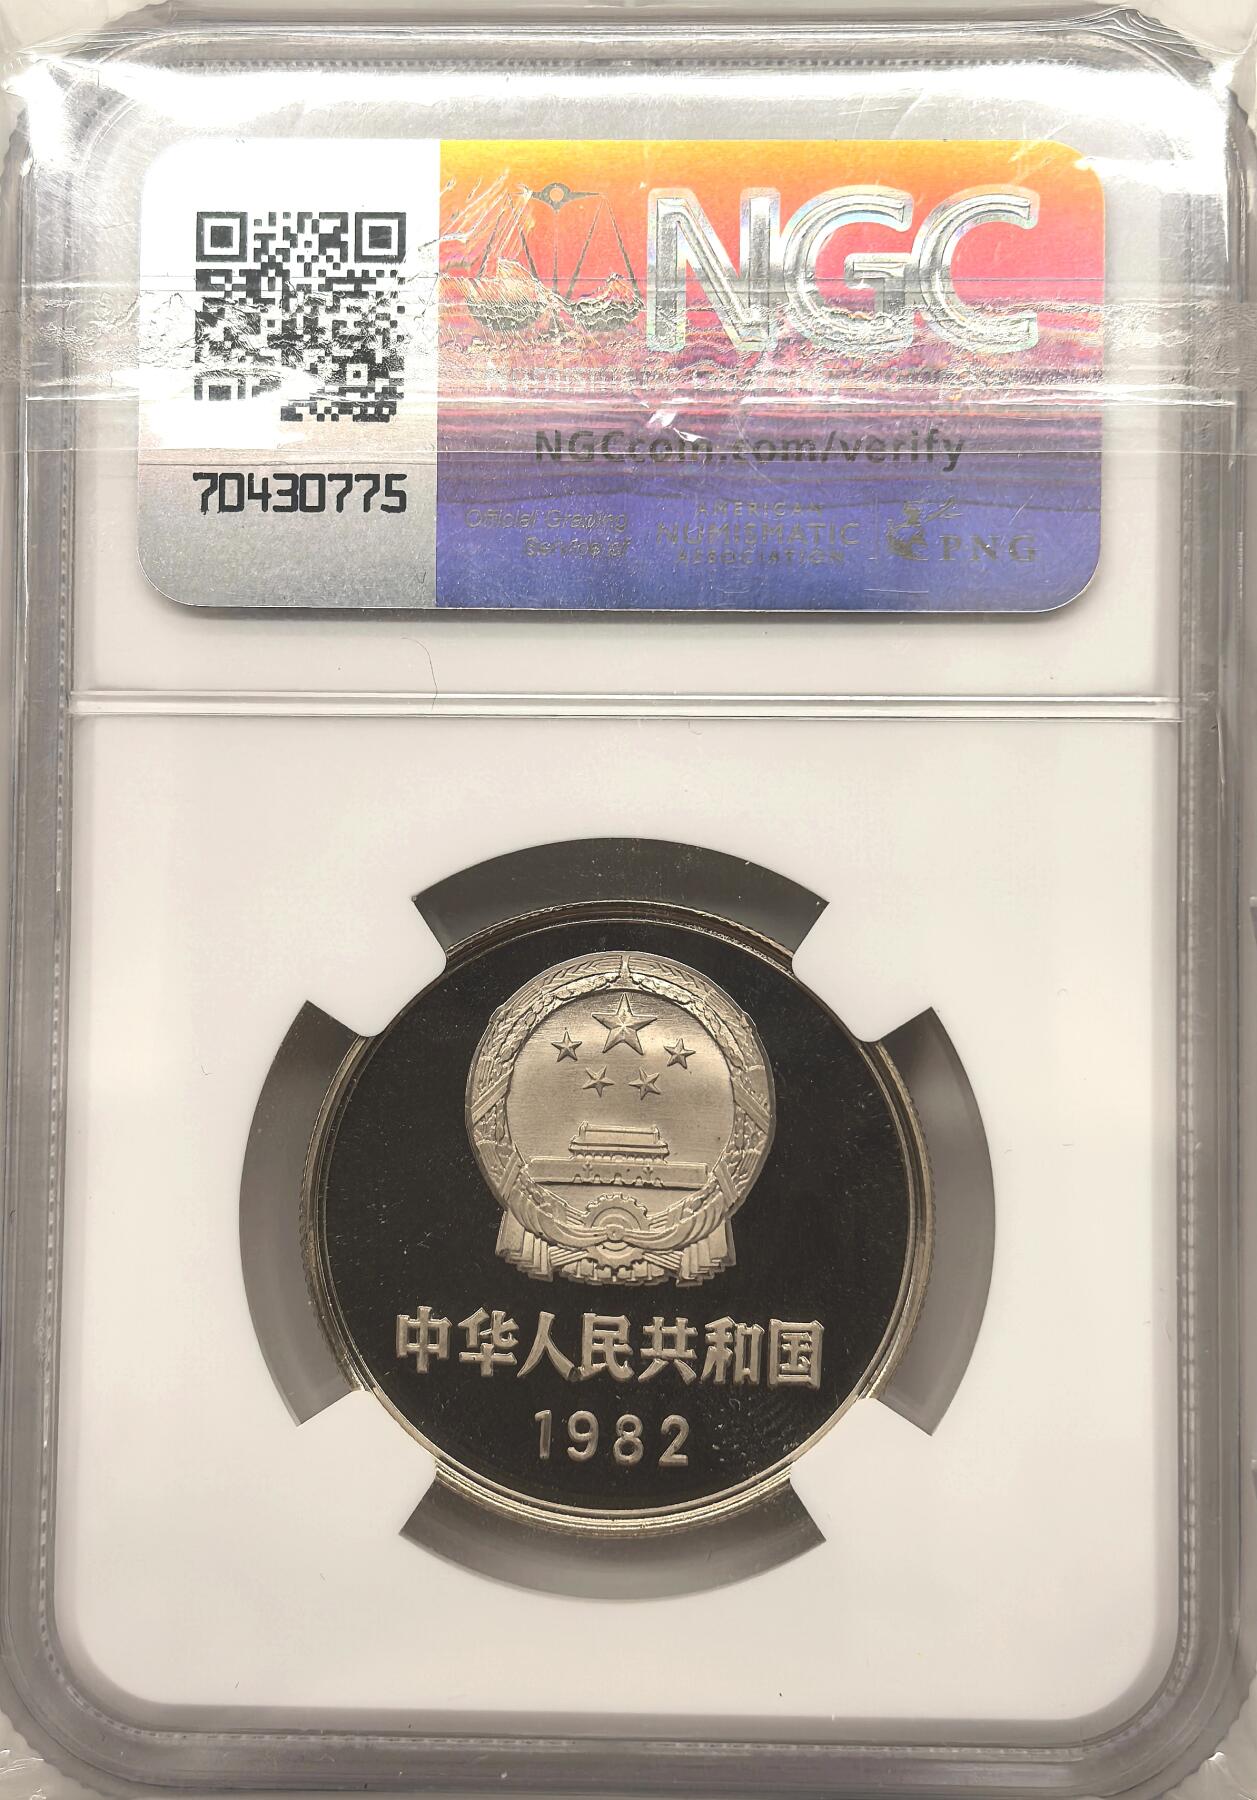 NGC
NGCcoin.com/verify
70430775
Official Grading
Service of
AMERICAN
NUMISMATIC
ASSOCIATION
PNG
中华人民共和国
1982